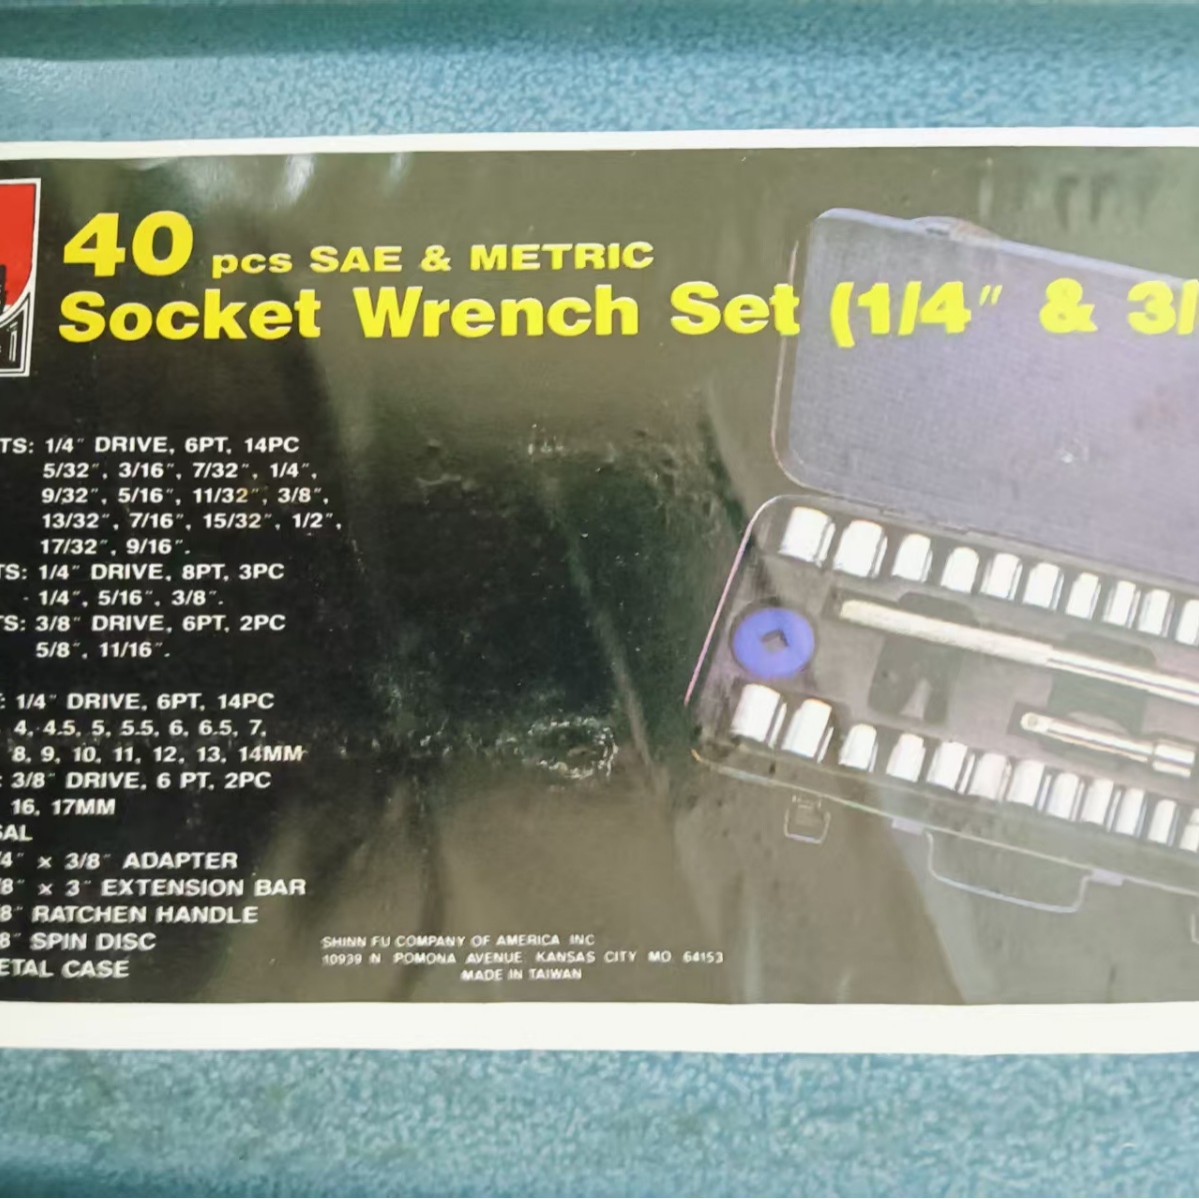 40 pcs SAE & METRIC
Socket Wrench Set (1/4" & 3/
TS: 1/4" DRIVE, 6PT, 14PC
5/32", 3/16", 7/32", 1/4",
9/32", 5/16", 11/32", 3/8",
13/32", 7/16", 15/32", 1/2",
17/32", 9/16".
TS: 1/4" DRIVE, 8PT, 3PC
1/4", 5/16", 3/8".
TS: 3/8" DRIVE, 6PT, 2PC
5/8", 11/16".
: 1/4" DRIVE, 6PT, 14PC
4, 4.5, 5, 5.5, 6, 6.5, 7,
8, 9, 10, 11, 12, 13, 14MM
: 3/8" DRIVE, 6 PT, 2PC
16, 17MM
SAL
/4" x 3/8" ADAPTER
/8" x 3" EXTENSION BAR
/8" RATCHEN HANDLE
/8" SPIN DISC
ETAL CASE
SHINN FU COMPANY OF AMERICA INC
10939 N POMONA AVENUE KANSAS CITY MO 64153
MADE IN TAIWAN